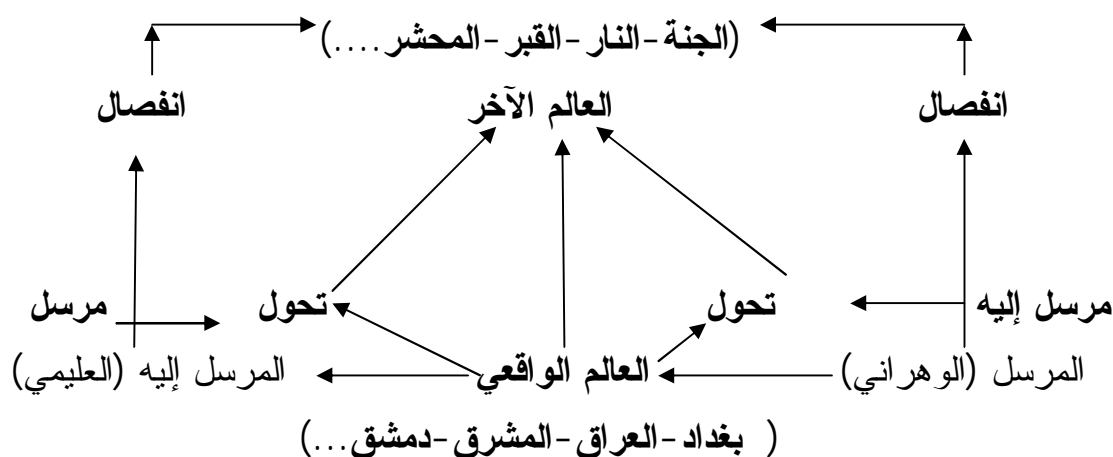 (الجنة-النار-القبر-المحشر....)
انفصال العالم الآخر انفصال
مرسل إليه تحول تحول مرسل
المرسل (الوهراني) العالم الواقعي المرسل إليه (العليمي)
( بغداد-العراق-المشرق-دمشق...)